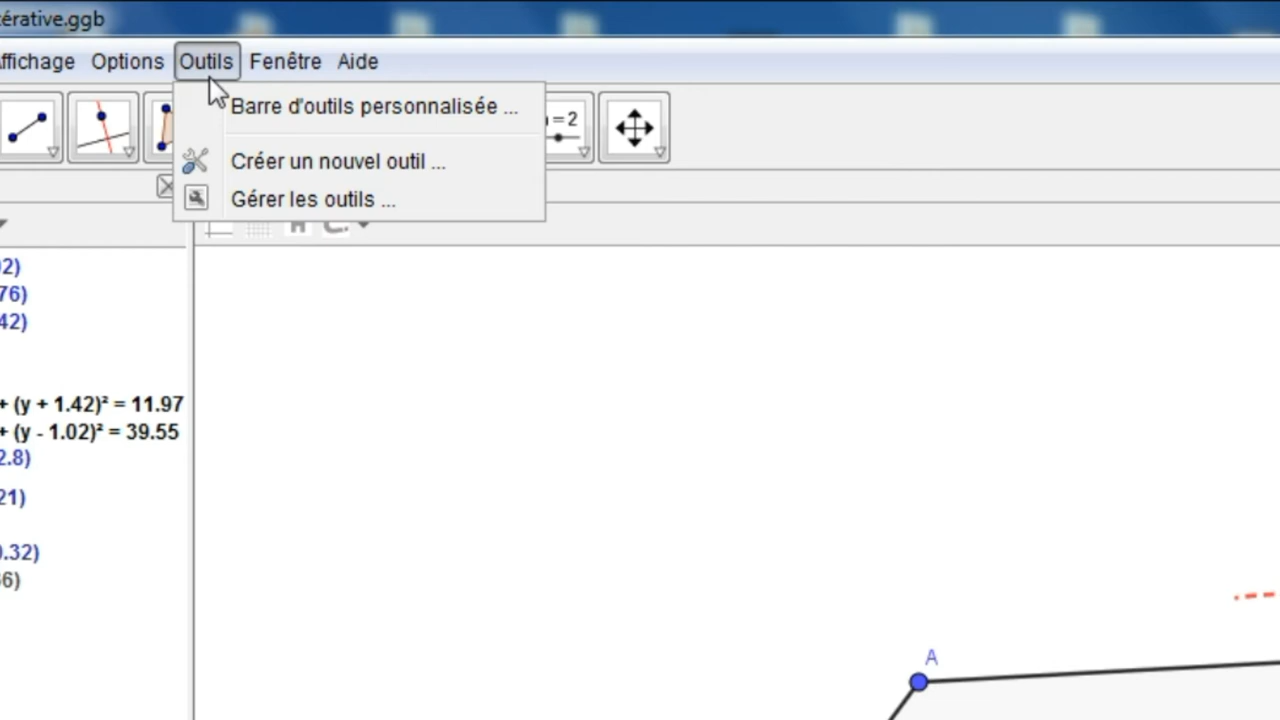 érative.ggb
ffichage Options Outils Fenêtre Aide
Barre d'outils personnalisée ...
=2
Créer un nouvel outil ...
Gérer les outils ...
02)
76)
42)
+ (y + 1.42)² = 11.97
+ (y - 1.02)² = 39.55
2.8)
21)
0.32)
6)
A